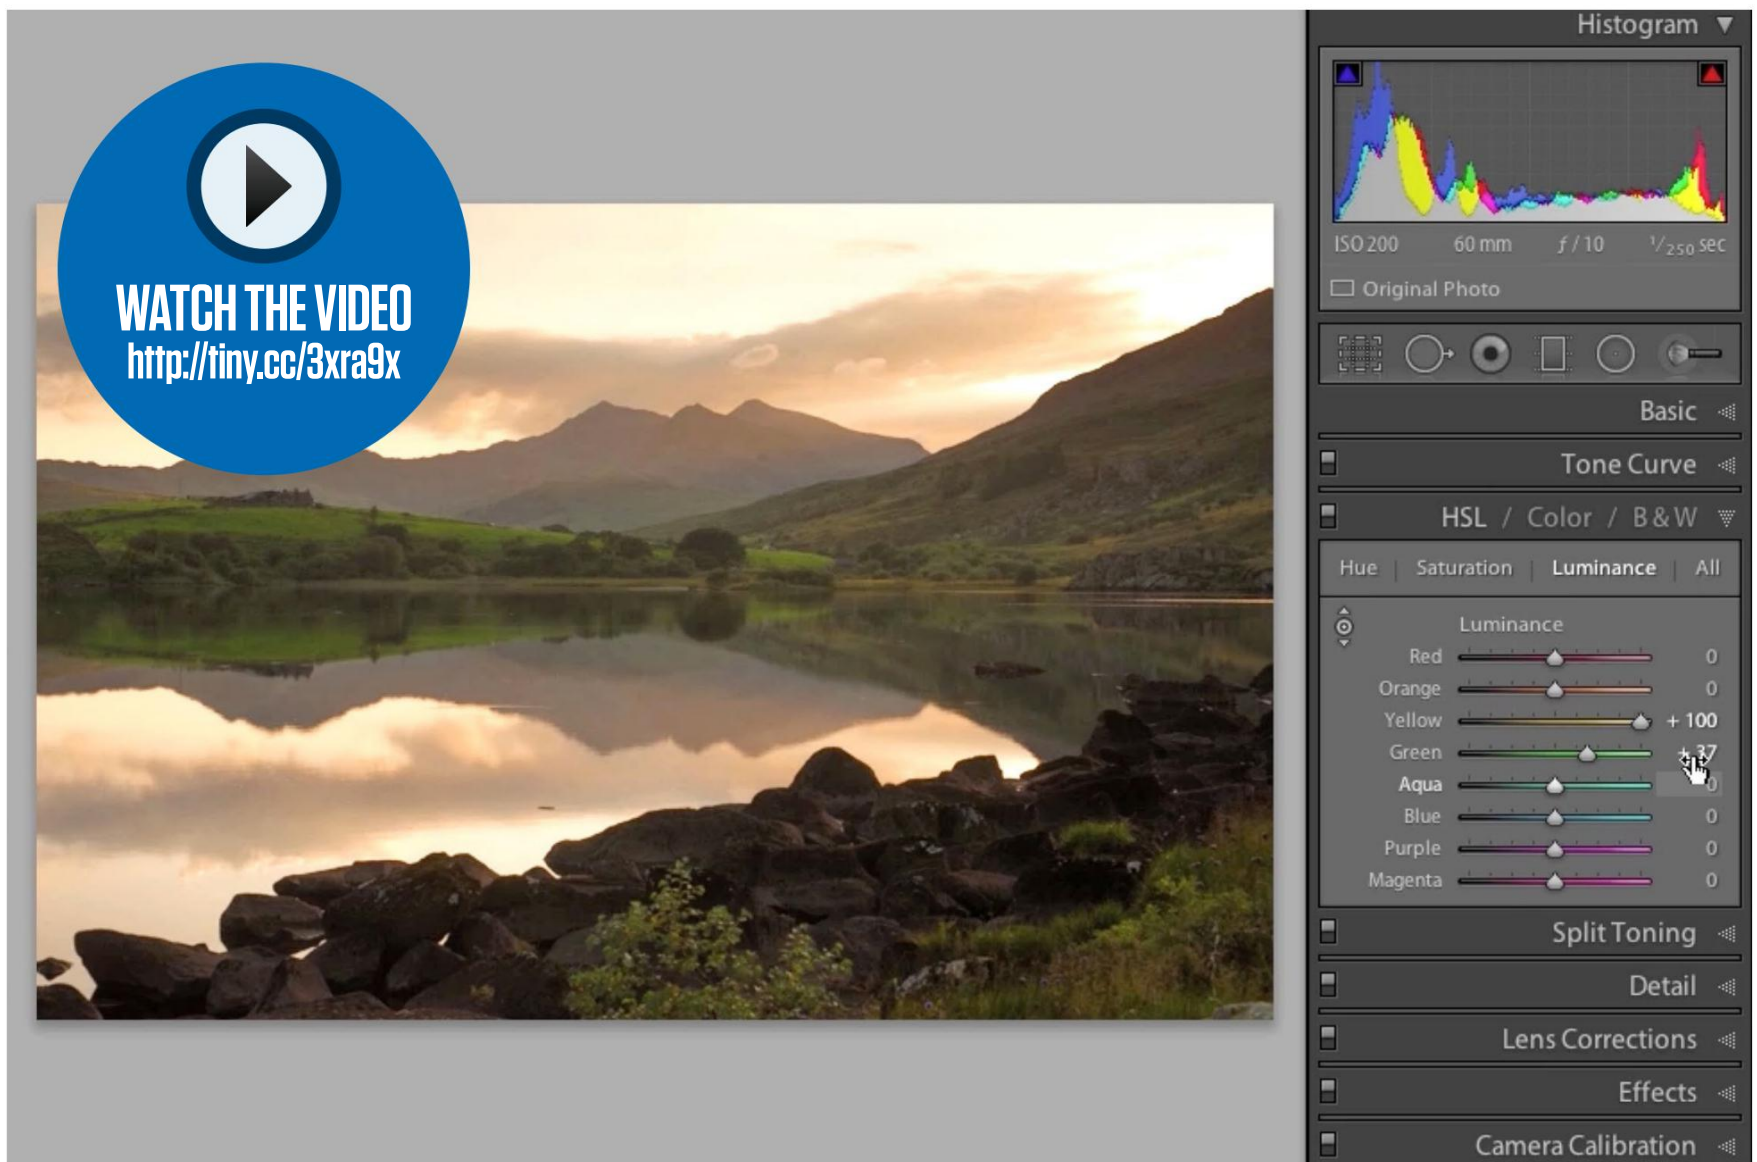 WATCH THE VIDEO
http://tiny.cc/3xra9x
Histogram
ISO 200 60 mm ƒ / 10 1/250 sec
Original Photo
Basic
Tone Curve
HSL / Color / B & W
Hue | Saturation | Luminance | All
Luminance
Red 0
Orange 0
Yellow + 100
Green + 37
Aqua 0
Blue 0
Purple 0
Magenta 0
Split Toning
Detail
Lens Corrections
Effects
Camera Calibration